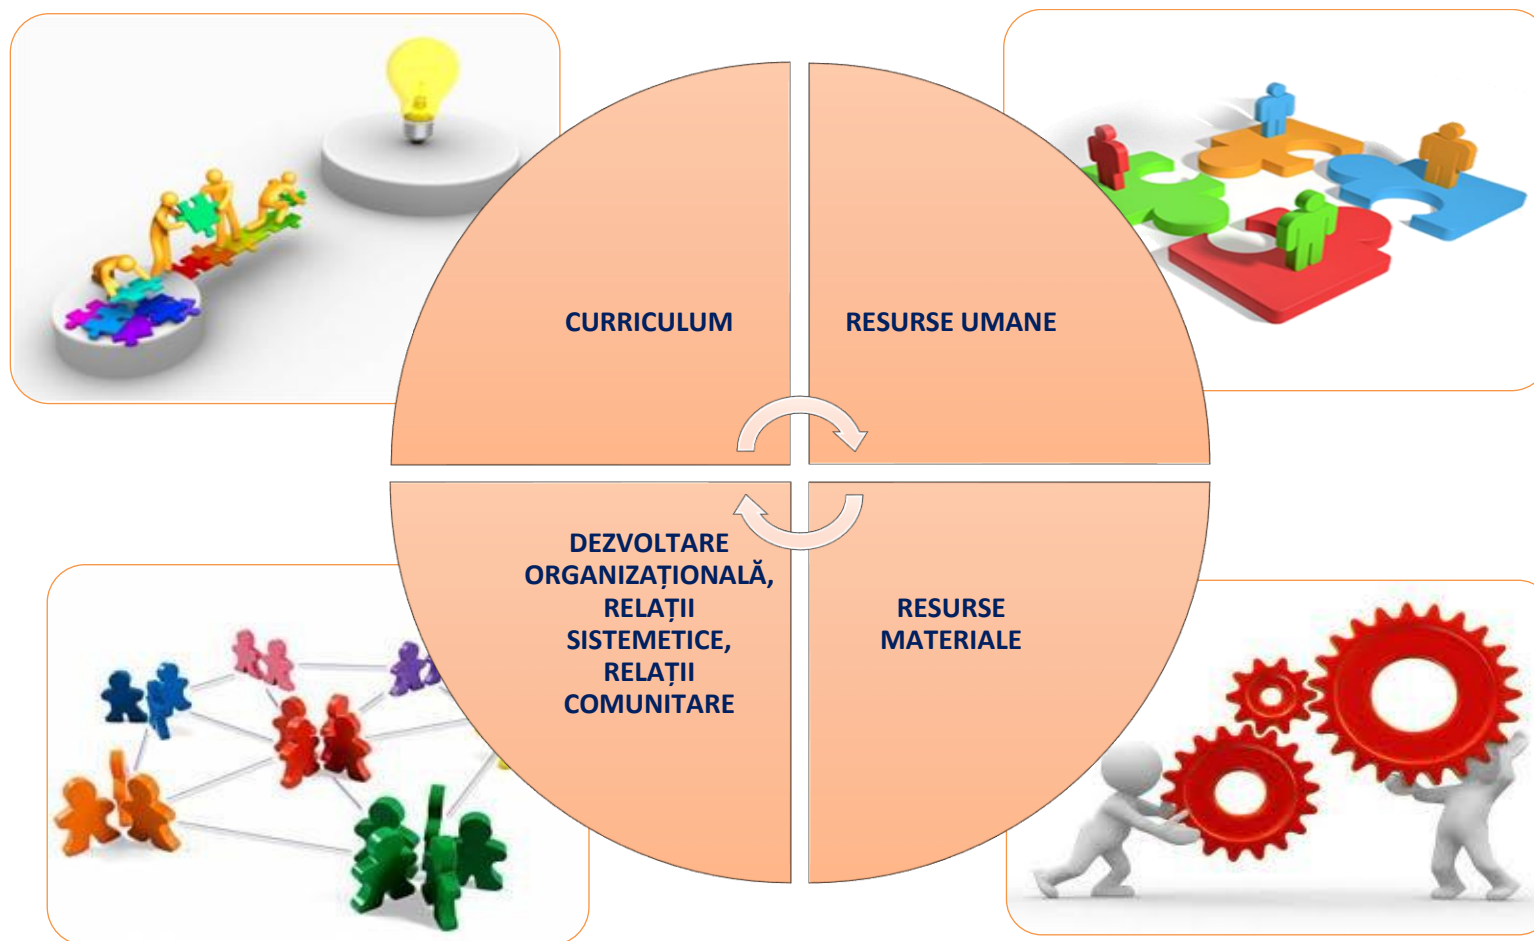 CURRICULUM
RESURSE UMANE
DEZVOLTARE
ORGANIZAȚIONALĂ,
RELAȚII
SISTEMETICE,
RELAȚII
COMUNITARE
RESURSE
MATERIALE